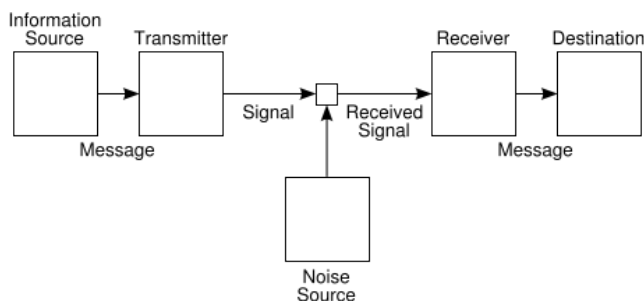 Information
Source
Transmitter
Receiver
Destination
Signal
Received
Signal
Message
Message
Noise
Source